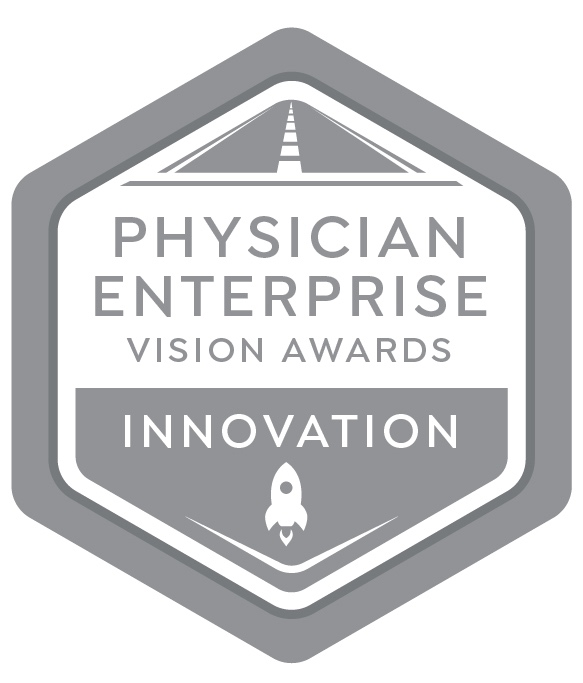 PHYSICIAN
ENTERPRISE
VISION AWARDS
INNOVATION